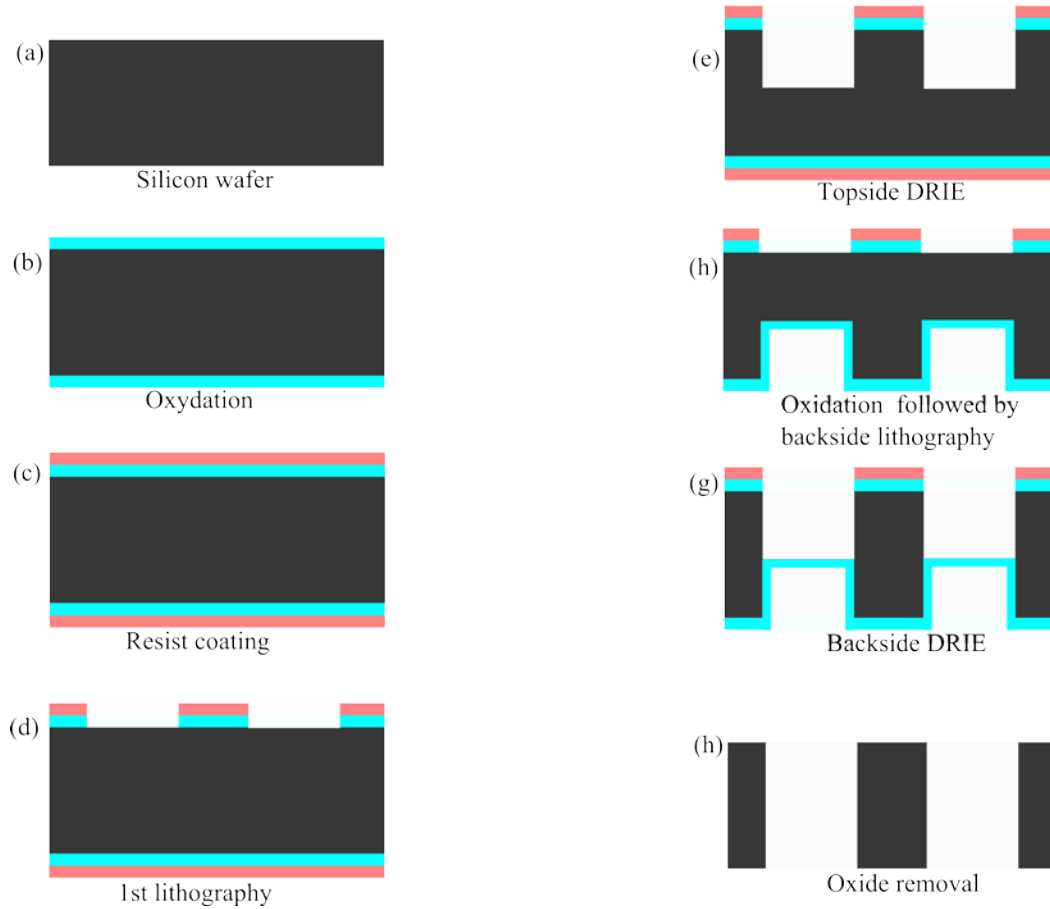 (a)
Silicon wafer
(b)
Oxydation
(c)
Resist coating
(d)
1st lithography
(e)
Topside DRIE
(h)
Oxidation followed by
backside lithography
(g)
Backside DRIE
(h)
Oxide removal